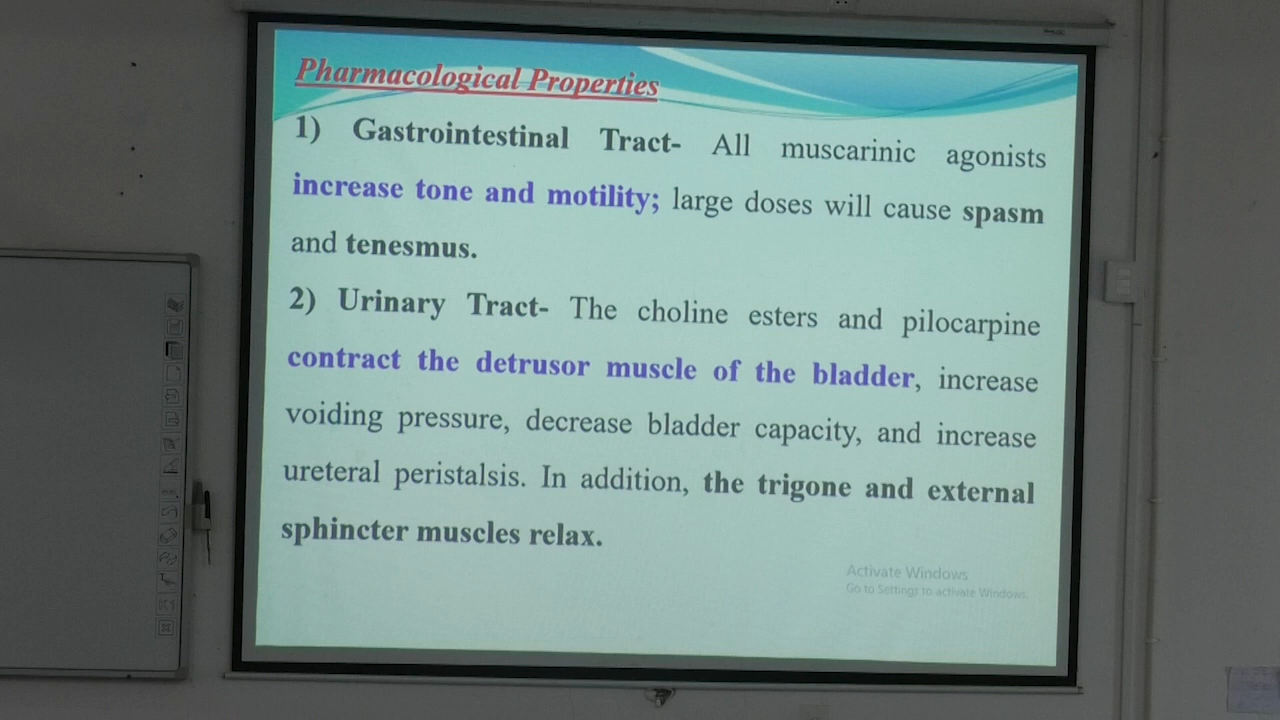 Pharmacological Properties
1) Gastrointestinal Tract- All muscarinic agonists
increase tone and motility; large doses will cause spasm
and tenesmus.
2) Urinary Tract- The choline esters and pilocarpine
contract the detrusor muscle of the bladder, increase
voiding pressure, decrease bladder capacity, and increase
ureteral peristalsis. In addition, the trigone and external
sphincter muscles relax.
Activate Windows
Go to Settings to activate Windows.